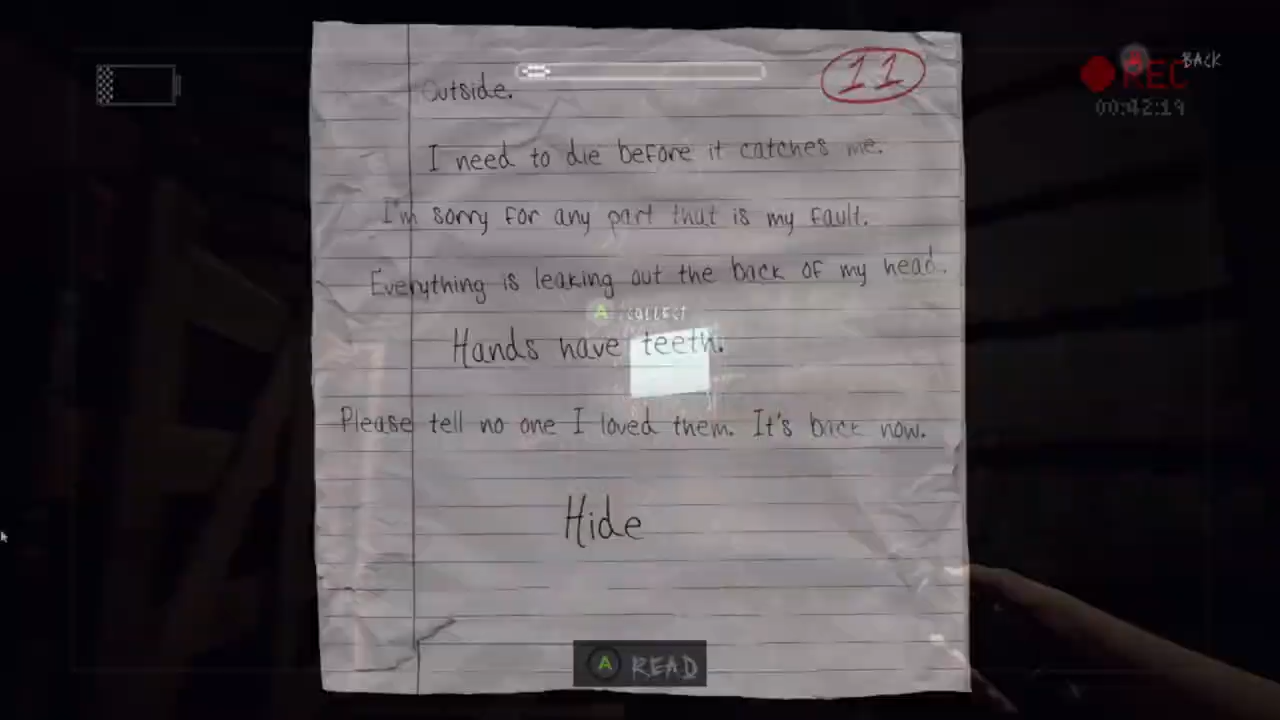 11
BACK
REC
00:42:19
Outside.
I need to die before it catches me.
I'm sorry for any part that is my fault.
Everything is leaking out the back of my head.
A COLLECT
Hands have teeth.
Please tell no one I loved them. It's back now.
Hide
A READ